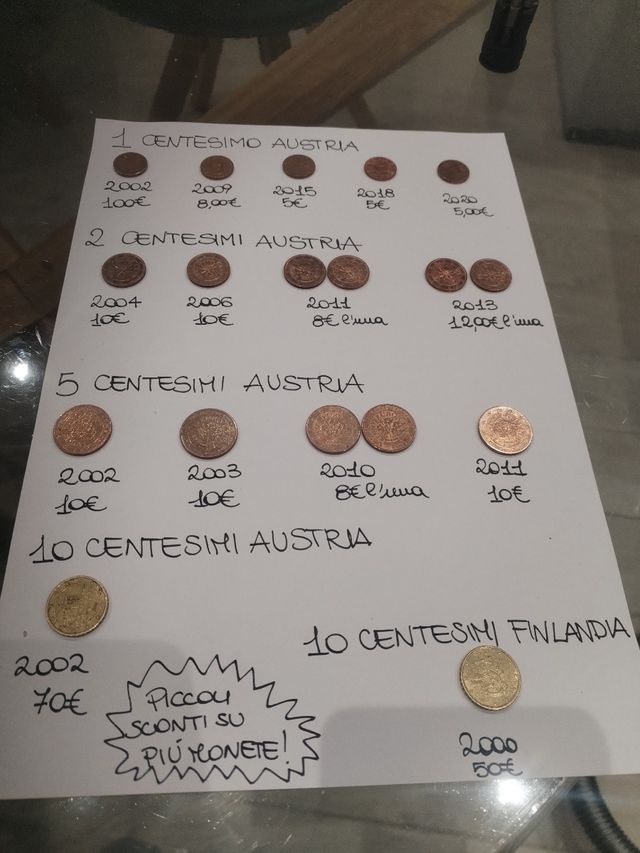 1 CENTESIMO AUSTRIA
2002 2009 2015 2018 2020
100€ 8,00€ 5€ 5€ 5,00€
2 CENTESIMI AUSTRIA
2004 2006 2011 2013
10€ 10€ 8€ l'una 12,00€ l'una
5 CENTESIMI AUSTRIA
2002 2003 2010 2011
10€ 10€ 8€ l'una 10€
10 CENTESIMI AUSTRIA
2002
70€
PICCOLI
SCONTI SU
PIÚ MONETE!
10 CENTESIMI FINLANDIA
2000
50€